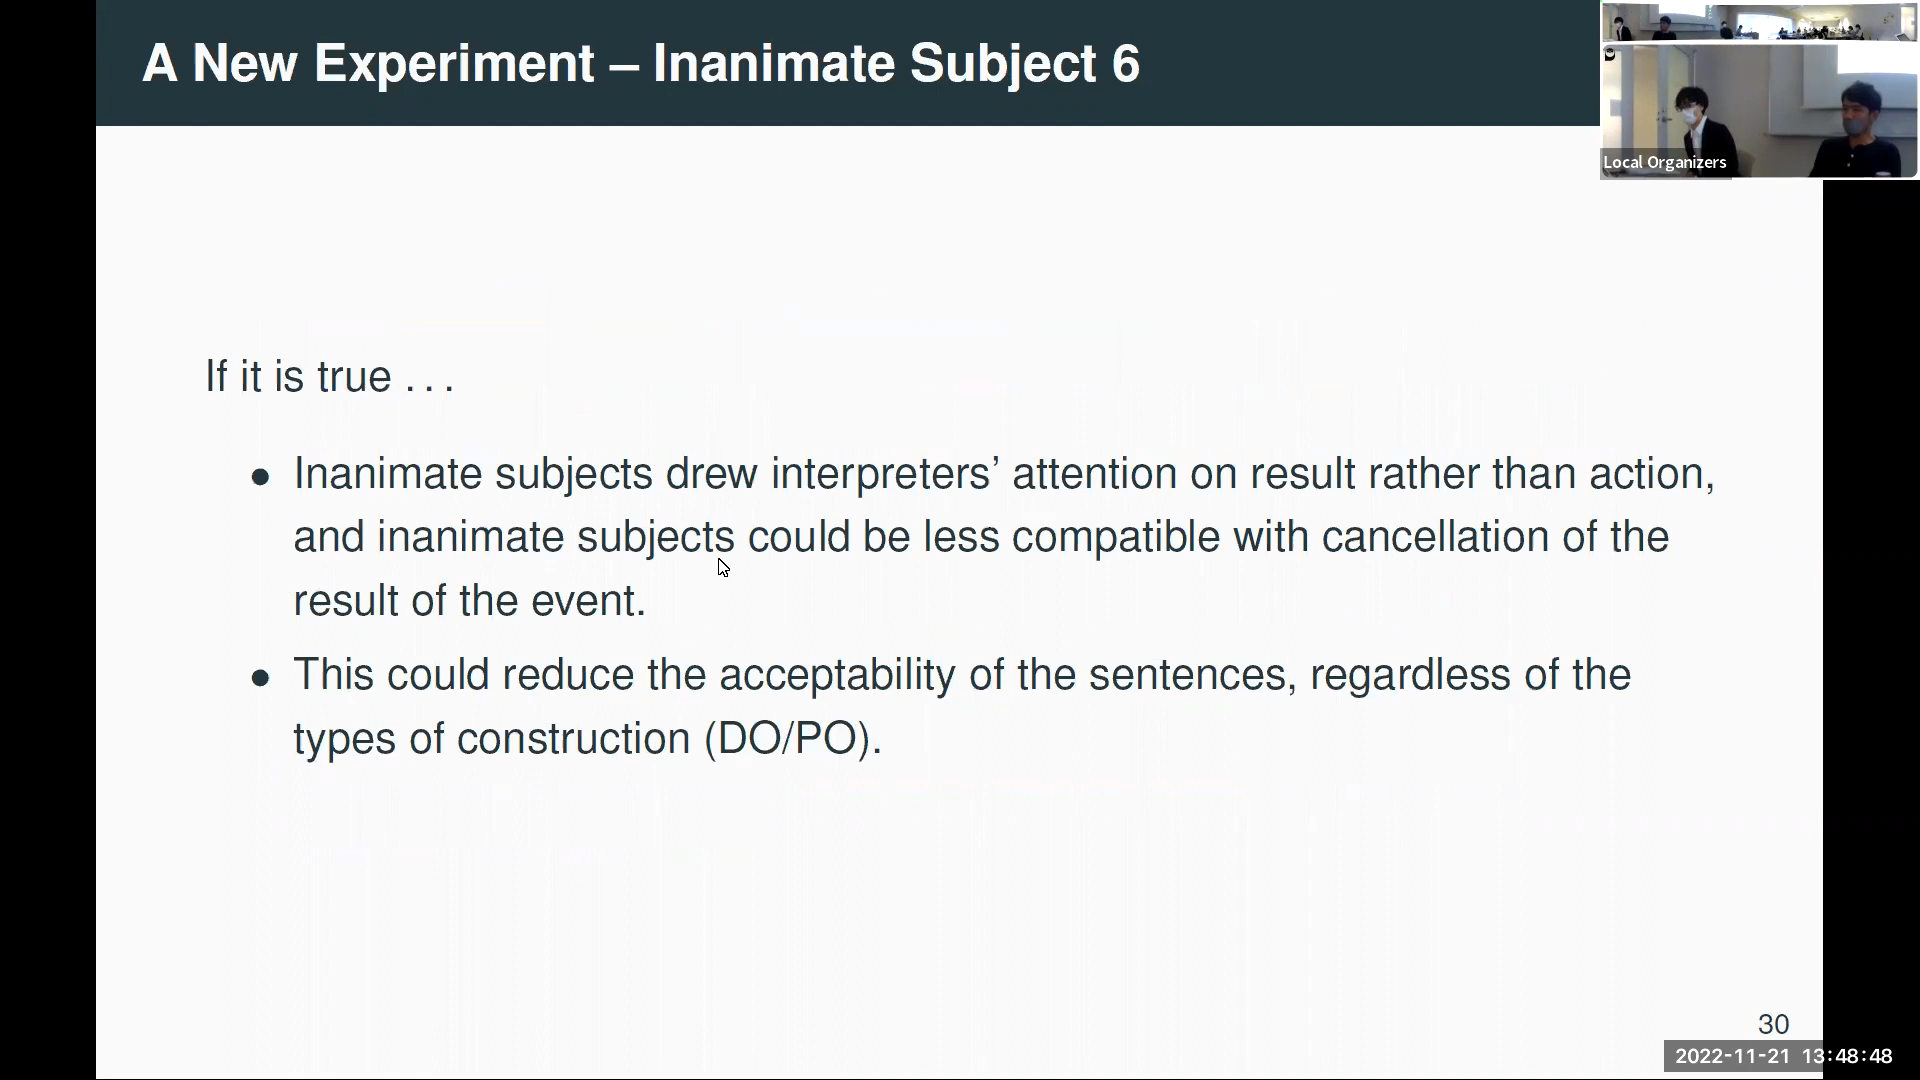 A New Experiment – Inanimate Subject 6
Local Organizers
If it is true . . .
● Inanimate subjects drew interpreters’ attention on result rather than action,
and inanimate subjects could be less compatible with cancellation of the
result of the event.
● This could reduce the acceptability of the sentences, regardless of the
types of construction (DO/PO).
30
2022-11-21 13:48:48